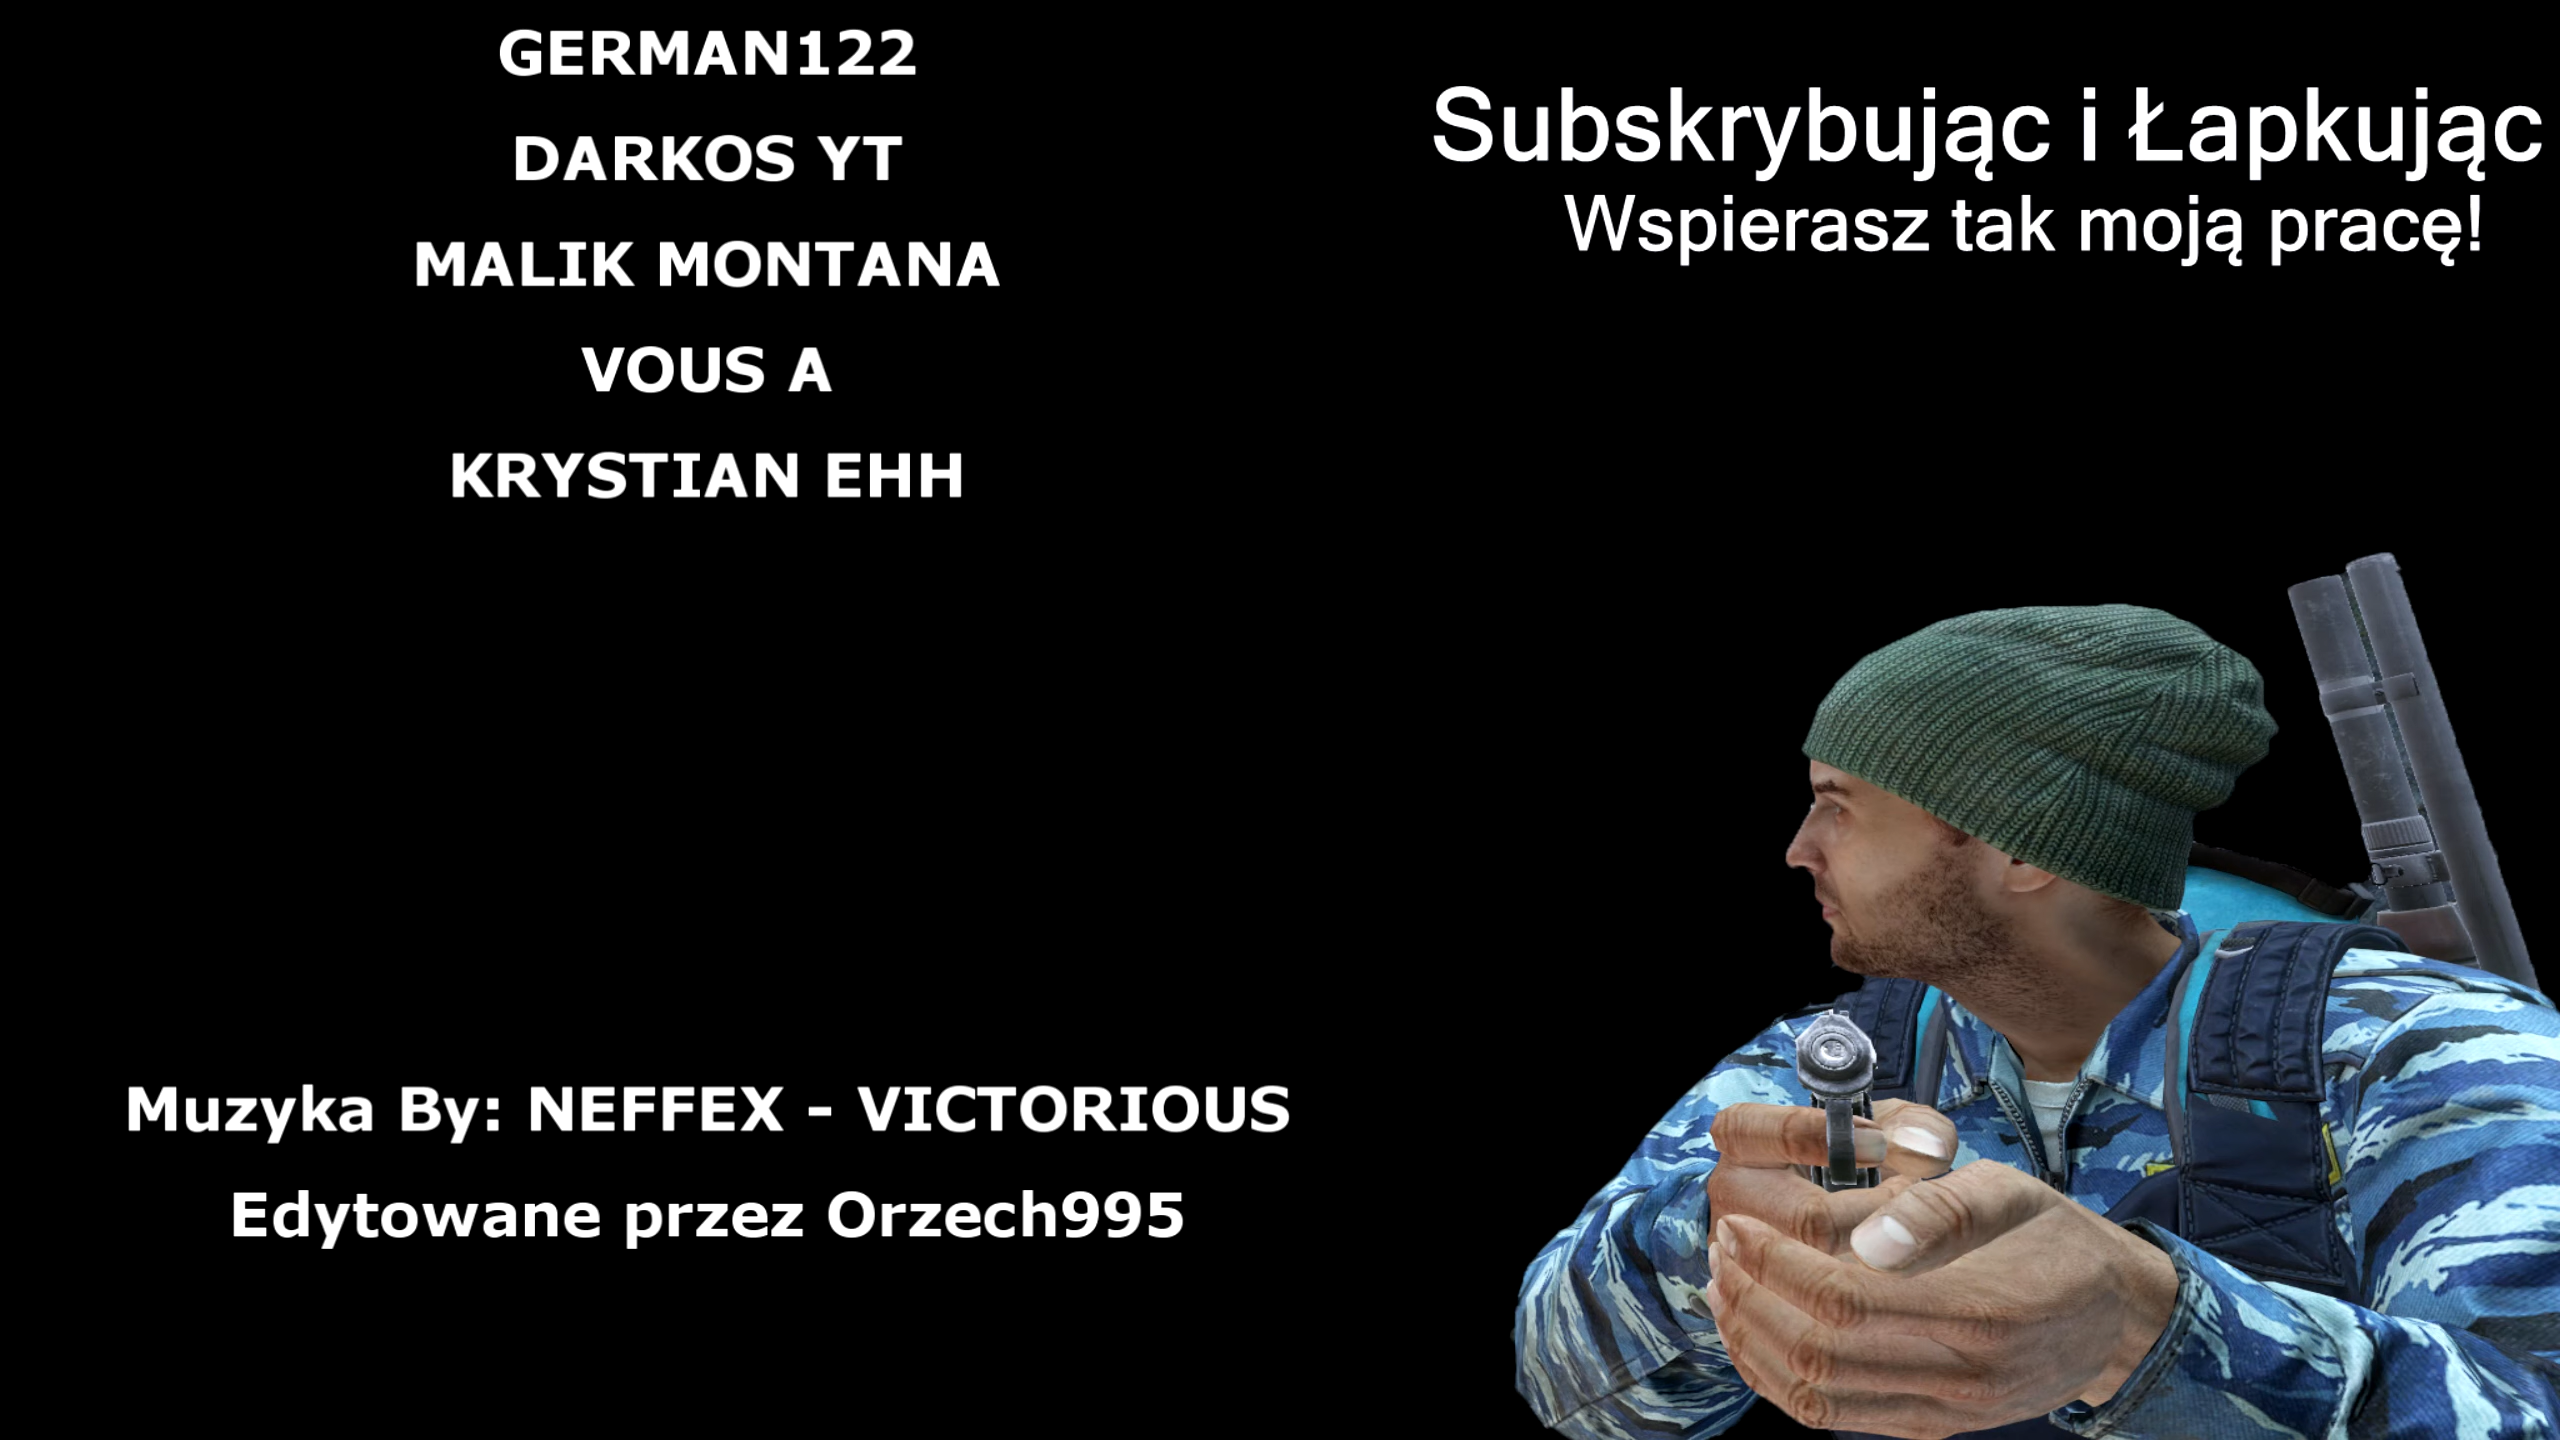 GERMAN122
DARKOS YT
MALIK MONTANA
VOUS A
KRYSTIAN EHH
Muzyka By: NEFFEX - VICTORIOUS
Edytowane przez Orzech995
Subskrybując i Łapkując
Wspierasz tak moją pracę!